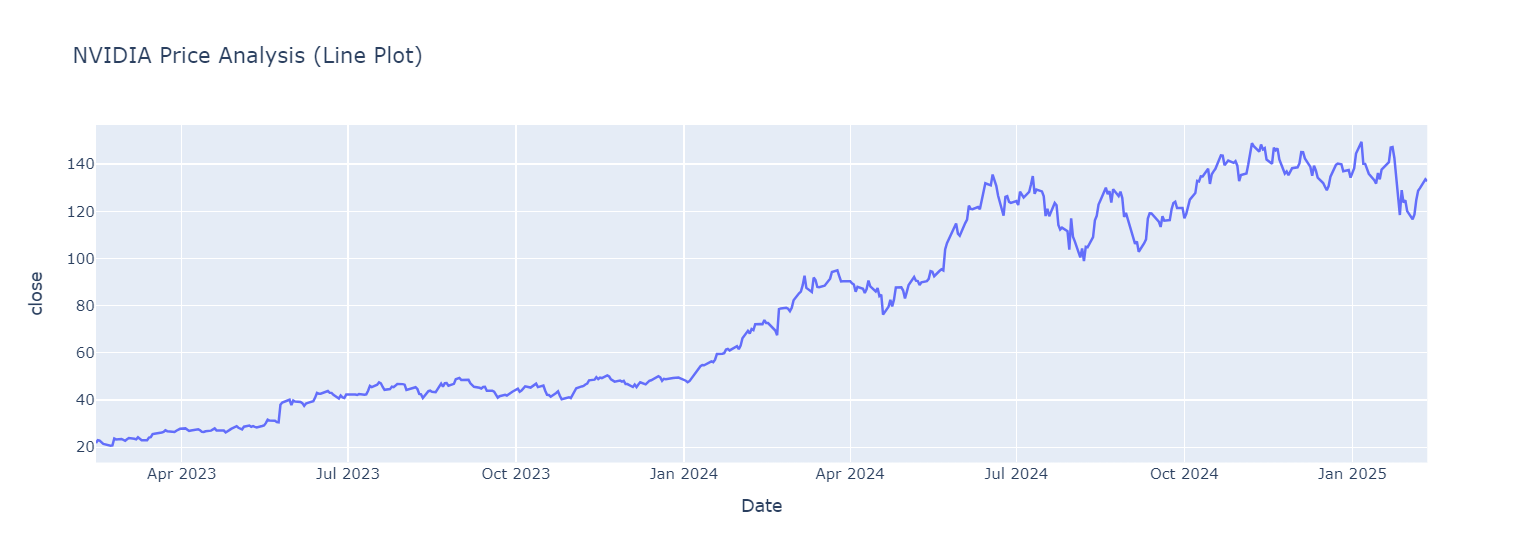 NVIDIA Price Analysis (Line Plot)
140
120
100
80
60
40
20
close
Apr 2023 Jul 2023 Oct 2023 Jan 2024 Apr 2024 Jul 2024 Oct 2024 Jan 2025
Date